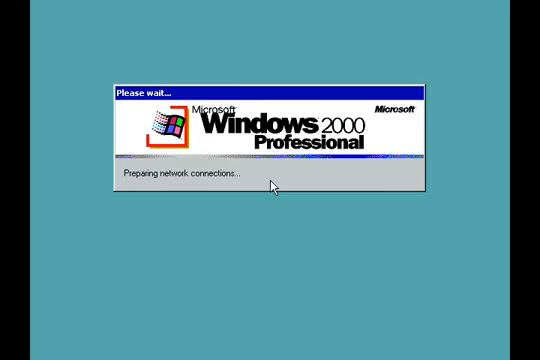 Please wait...
Microsoft
Microsoft
Windows 2000
Professional
Preparing network connections...